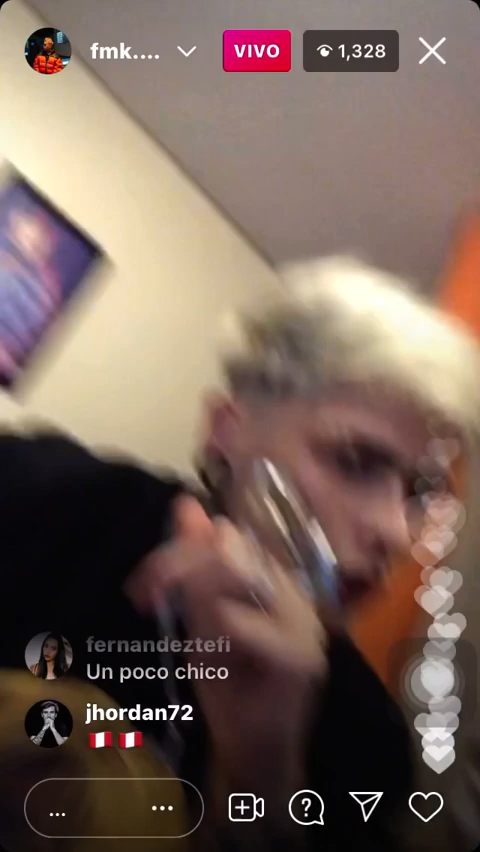 fmk....
VIVO
1,328
fernandeztefi
Un poco chico
jhordan72
...